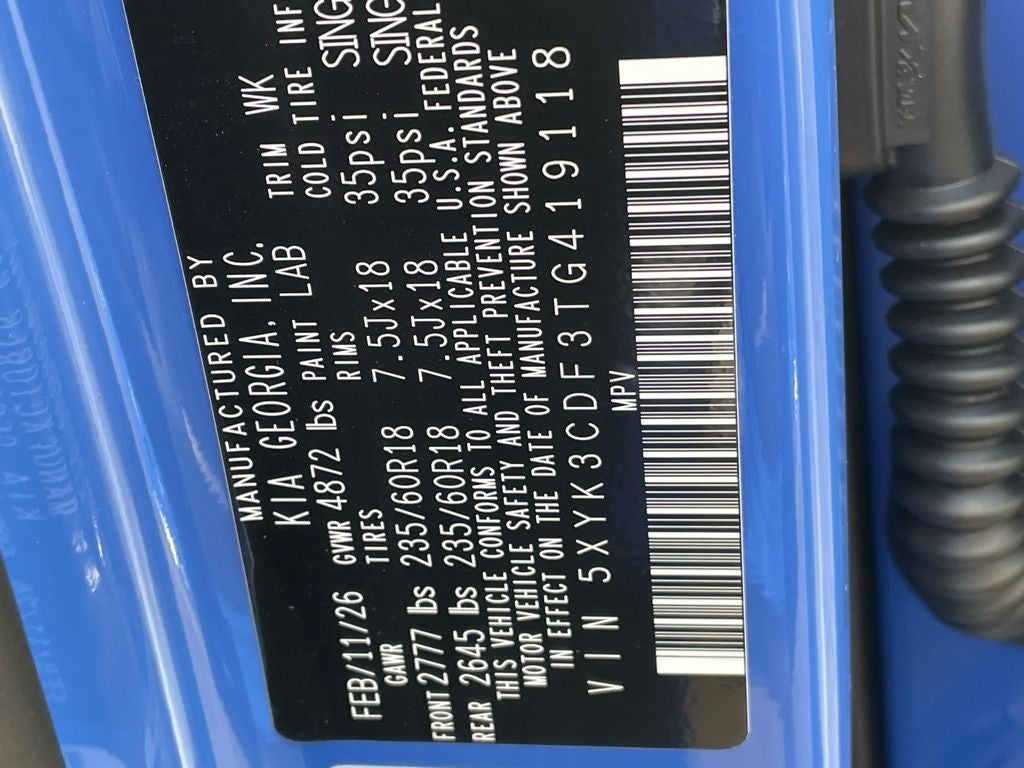 MANUFACTURED BY
KIA GEORGIA. INC.
FEB/11/26 GVWR 4872 lbs PAINT LAB TRIM WK
GAWR TIRES RIMS COLD TIRE INF
FRONT 2777 lbs 235/60R18 7.5Jx18 35psi SING
REAR 2645 lbs 235/60R18 7.5Jx18 35psi SING
THIS VEHICLE CONFORMS TO ALL APPLICABLE U.S.A. FEDERAL
MOTOR VEHICLE SAFETY AND THEFT PREVENTION STANDARDS
IN EFFECT ON THE DATE OF MANUFACTURE SHOWN ABOVE
VIN 5XYK3CDF3TG419118
MPV